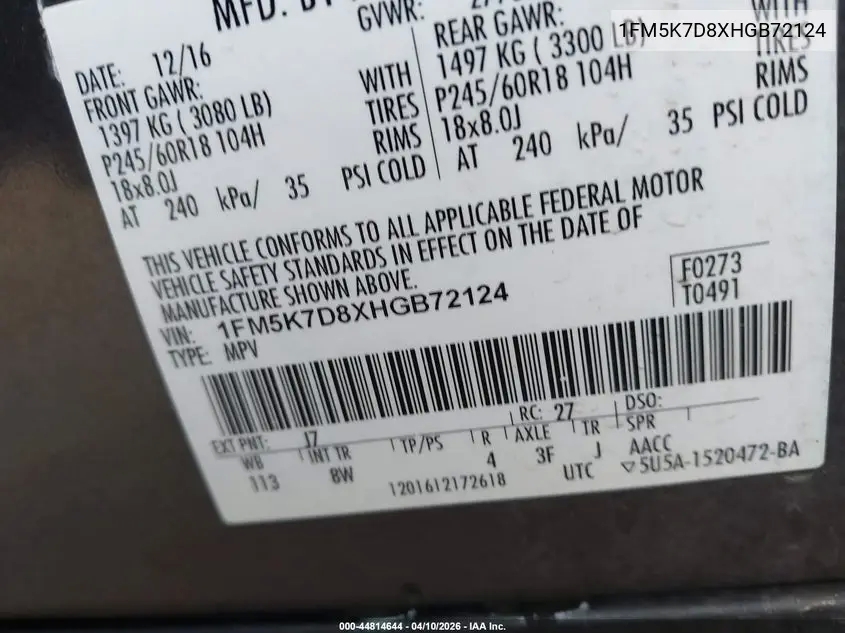 MFD. BY
GVWR:
1FM5K7D8XHGB72124
DATE: 12/16
FRONT GAWR:
1397 KG ( 3080 LB)
P245/60R18 104H
18x8.0J
AT 240 kPa/ 35 PSI COLD
WITH
TIRES
RIMS
REAR GAWR:
1497 KG ( 3300 LB)
P245/60R18 104H
18x8.0J
AT 240 kPa/ 35 PSI COLD
WITH
TIRES
RIMS
THIS VEHICLE CONFORMS TO ALL APPLICABLE FEDERAL MOTOR
VEHICLE SAFETY STANDARDS IN EFFECT ON THE DATE OF
MANUFACTURE SHOWN ABOVE.
VIN: 1FM5K7D8XHGB72124
TYPE: MPV
F0273
T0491
EXT PNT: J7 RC: 27 DSO:
WB INT TR TP/PS R AXLE TR SPR
113 BW 4 3F J AACC
1201612172618 UTC 5U5A-1520472-BA
000-44814644 - 04/10/2026 - IAA Inc.